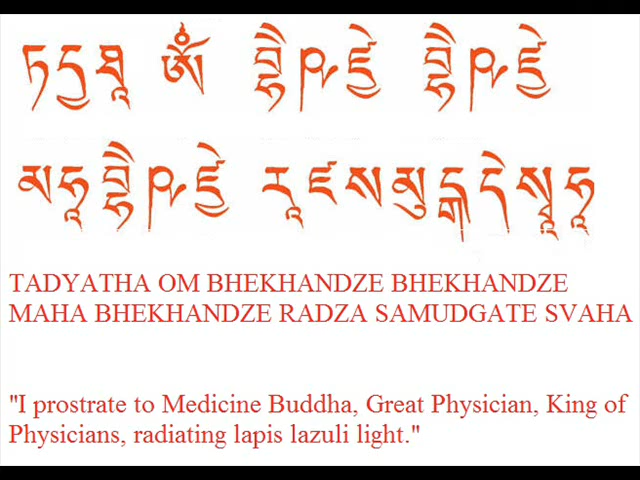 ཏདྱཐཱ ཨོཾ བྷཻཥཛྱེ བྷཻཥཛྱེ
མཧཱབྷཻཥཛྱེ རཱཛསམུདྒཏེསྭཱཧཱ
TADYATHA OM BHEKHANDZE BHEKHANDZE
MAHA BHEKHANDZE RADZA SAMUDGATE SVAHA
"I prostrate to Medicine Buddha, Great Physician, King of
Physicians, radiating lapis lazuli light."